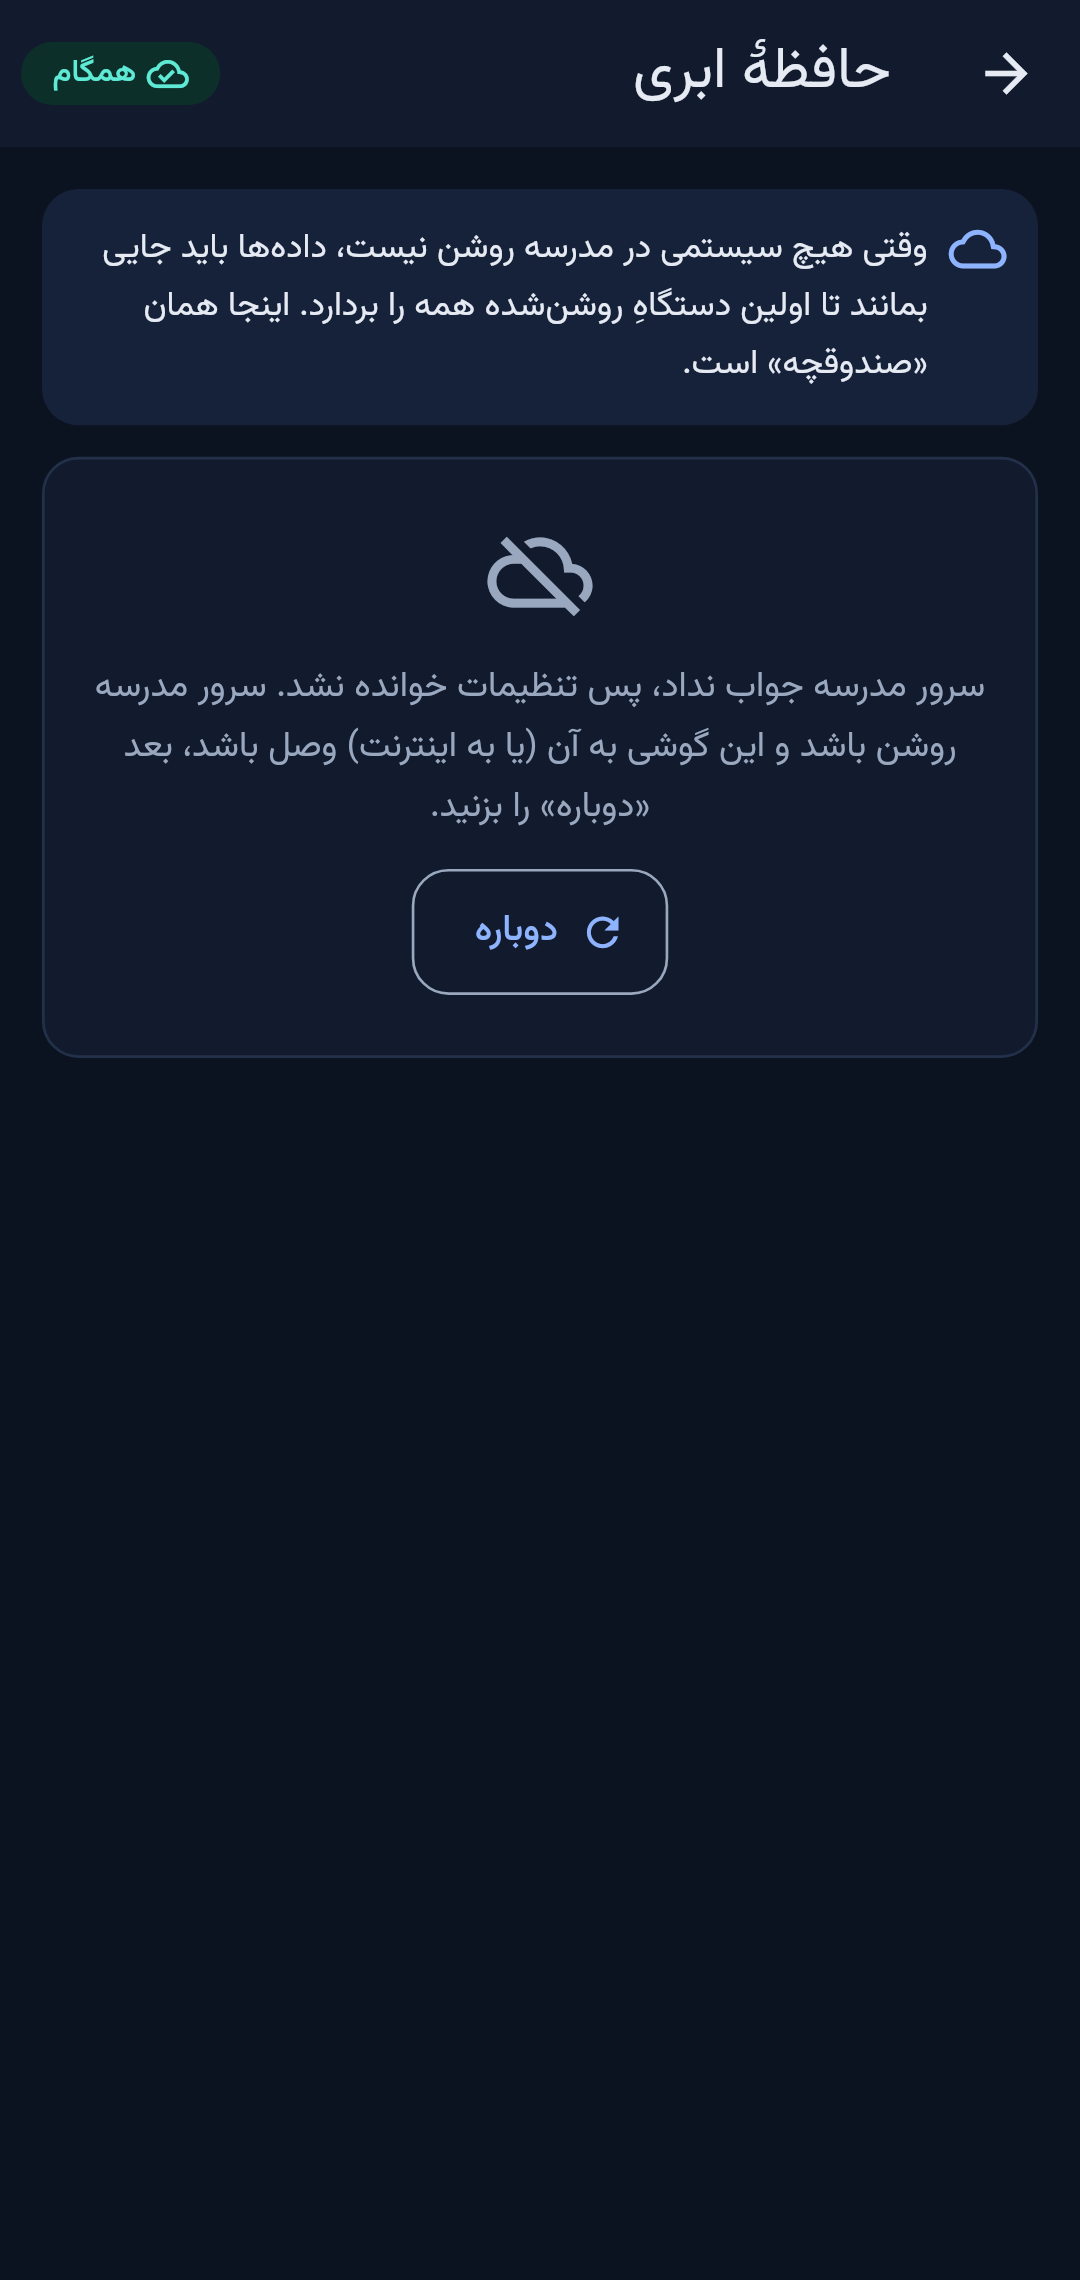 حافظهٔ ابری
همگام
وقتی هیچ سیستمی در مدرسه روشن نیست، داده‌ها باید جایی
بمانند تا اولین دستگاهِ روشن‌شده همه را بردارد. اینجا همان
«صندوقچه» است.
سرور مدرسه جواب نداد، پس تنظیمات خوانده نشد. سرور مدرسه
روشن باشد و این گوشی به آن (یا به اینترنت) وصل باشد، بعد
«دوباره» را بزنید.
دوباره